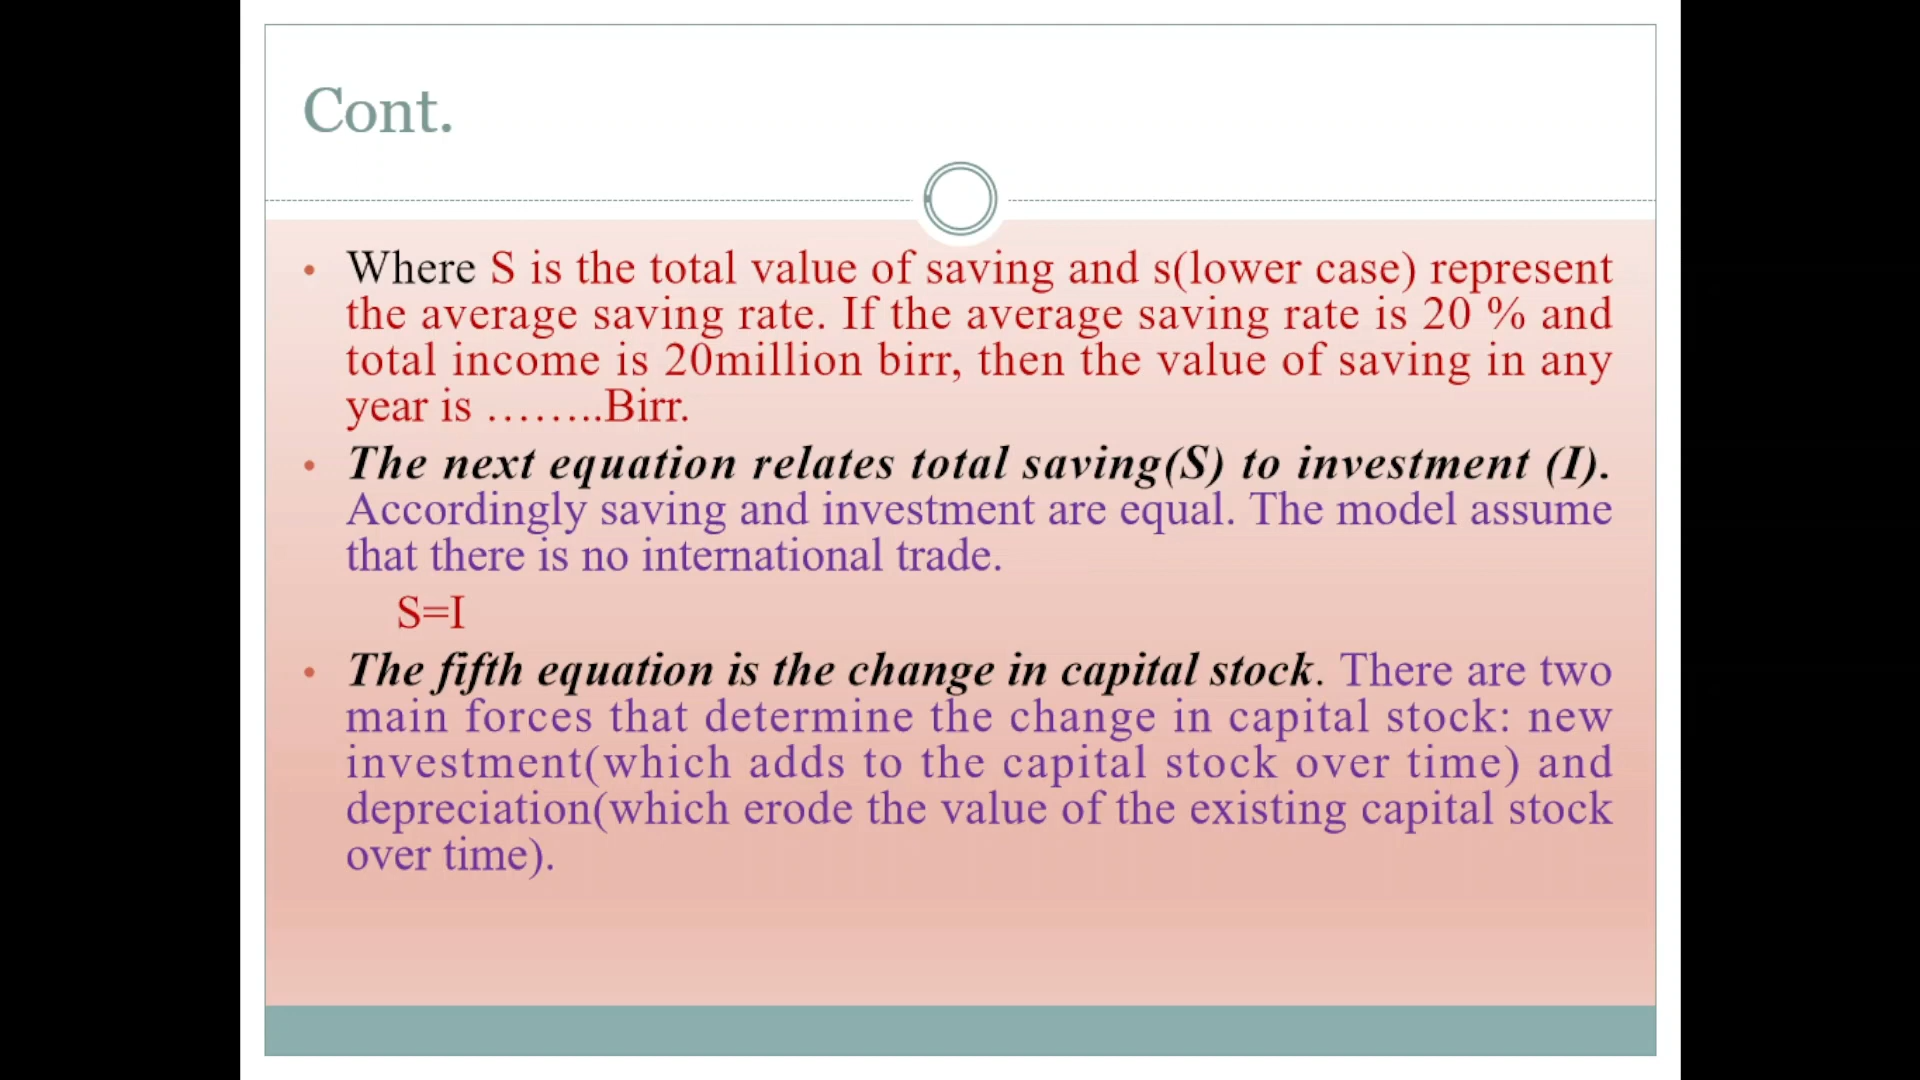 Cont.
• Where S is the total value of saving and s(lower case) represent
the average saving rate. If the average saving rate is 20 % and
total income is 20million birr, then the value of saving in any
year is ……..Birr.
• The next equation relates total saving(S) to investment (I).
Accordingly saving and investment are equal. The model assume
that there is no international trade.
S=I
• The fifth equation is the change in capital stock. There are two
main forces that determine the change in capital stock: new
investment(which adds to the capital stock over time) and
depreciation(which erode the value of the existing capital stock
over time).